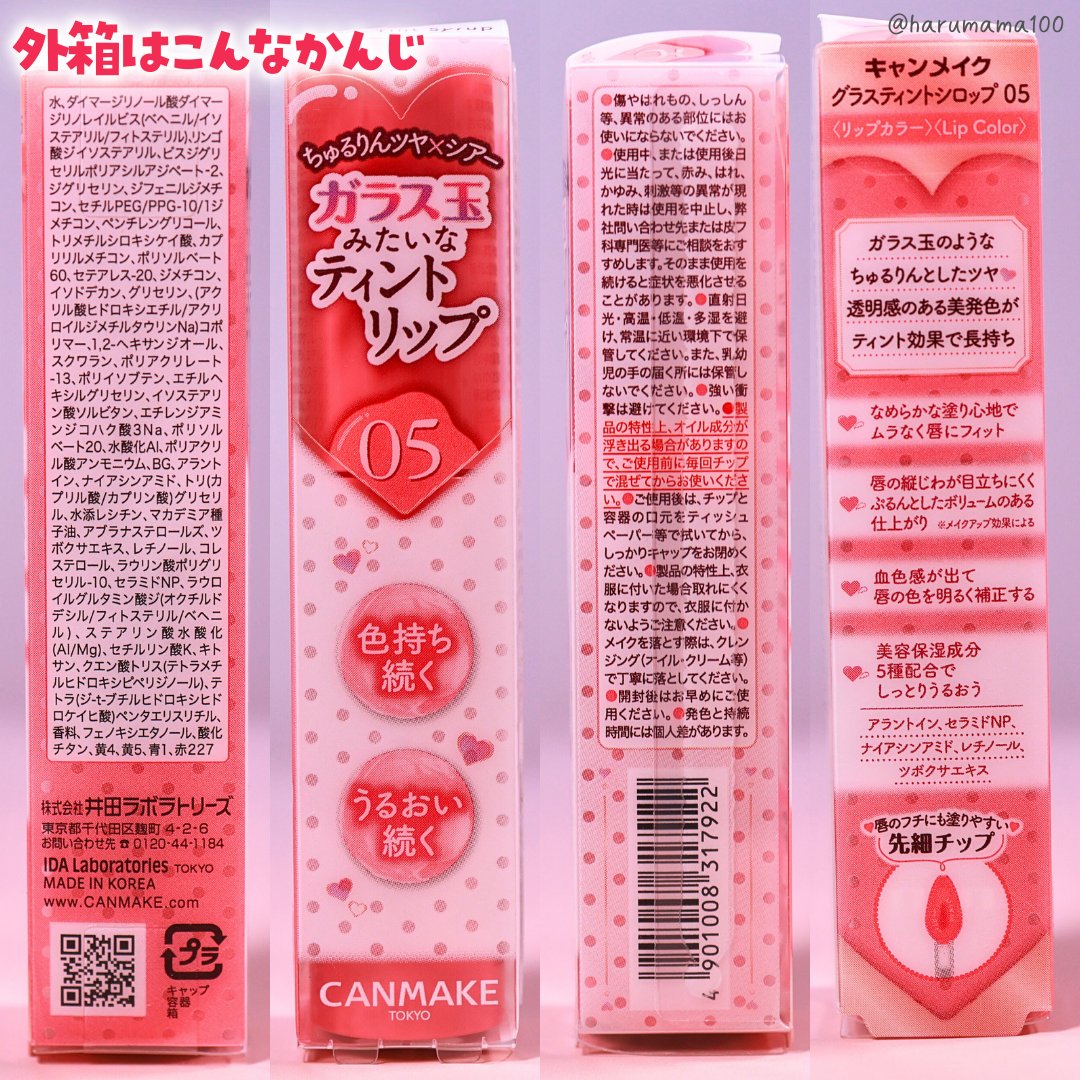 外箱はこんなかんじ
@harumama100
水、ダイマージリノール酸ダイマー
ジリノレイルビス(ベヘニル/イソ
ステアリル/フィトステリル)、リンゴ
酸ジイソステアリル、ビスジグリ
セリルポリアシルアジペート-2、
ジグリセリン、ジフェニルジメチ
コン、セチルPEG/PPG-10/1ジ
メチコン、ペンチレングリコール、
トリメチルシロキシケイ酸、カプ
リリルメチコン、ポリソルベート
60、セテアレス-20、ジメチコン、
イソドデカン、グリセリン、(アク
リル酸ヒドロキシエチル/アクリ
ロイルジメチルタウリンNa)コポ
リマー、1,2-ヘキサンジオール、
スクワラン、ポリアクリレート
-13、ポリイソブテン、エチルヘ
キシルグリセリン、イソステアリ
ン酸ソルビタン、エチレンジアミ
ンジコハク酸3Na、ポリソル
ベート20、水酸化Al、ポリアクリ
ル酸アンモニウム、BG、アラント
イン、ナイアシンアミド、トリ(カ
プリル酸/カプリン酸)グリセリ
ル、水添レシチン、マカデミア種
子油、アブラナステロールズ、ツ
ボクサエキス、レチノール、コレ
ステロール、ラウリン酸ポリグリ
セリル-10、セラミドNP、ラウロ
イルグルタミン酸ジ(オクチルド
デシル/フィトステリル/ベヘニ
ル)、ステアリン酸水酸化
(Al/Mg)、セチルリン酸K、キト
サン、クエン酸トリス(テトラメチ
ルヒドロキシピペリジノール)、テ
トラ(ジ-t-ブチルヒドロキシヒド
ロケイヒ酸)ペンタエリスリチル、
香料、フェノキシエタノール、酸化
チタン、黄4、黄5、青1、赤227
株式会社 井田ラボラトリーズ
東京都千代田区麹町 4-2-6
お問い合わせ先 ☎ 0120-44-1184
IDA Laboratories TOKYO
MADE IN KOREA
www.CANMAKE.com
プラ
キャップ
容器
箱
ちゅるりんツヤ×シアー
ガラス玉
みたいな
ティント
リップ
05
色持ち
続く
うるおい
続く
CANMAKE
TOKYO
●傷やはれもの、しっしん
等、異常のある部位にはお
使いにならないでください。
●使用中、または使用後日
光に当たって、赤み、はれ、
かゆみ、刺激等の異常が現
れた時は使用を中止し、弊
社問い合わせ先または皮フ
科専門医等にご相談をおす
すめします。そのまま使用を
続けると症状を悪化させる
ことがあります。●直射日
光・高温・低温・多湿を避
け、常温に近い環境下で保
管してください。また、乳幼
児の手の届く所には保管し
ないでください。●強い衝
撃は避けてください。●製
品の特性上、オイル成分が
浮き出る場合がありますの
で、ご使用前に毎回チップ
で混ぜてからお使いくださ
い。●ご使用後は、チップと
容器の口元をティッシュ
ペーパー等で拭いてから、
しっかりキャップをお閉めく
ださい。●製品の特性上、衣
服に付いた場合取れにくく
なりますので、衣服に付か
ないようご注意ください。●
メイクを落とす際は、クレン
ジング(オイル・クリーム等)
で丁寧に落としてください。
●開封後はお早めにご使
用ください。●発色と持続
時間には個人差があります。
4 901008 317922
キャンメイク
グラスティントシロップ 05
〈リップカラー〉〈Lip Color〉
ガラス玉のような
ちゅるりんとしたツヤ
透明感のある美発色が
ティント効果で長持ち
なめらかな塗り心地で
ムラなく唇にフィット
唇の縦じわが目立ちにくく
ぷるんとしたボリュームのある
仕上がり ※メイクアップ効果による
血色感が出て
唇の色を明るく補正する
美容保湿成分
5種配合で
しっとりうるおう
アラントイン、セラミドNP、
ナイアシンアミド、レチノール、
ツボクサエキス
唇のフチにも塗りやすい
先細チップ